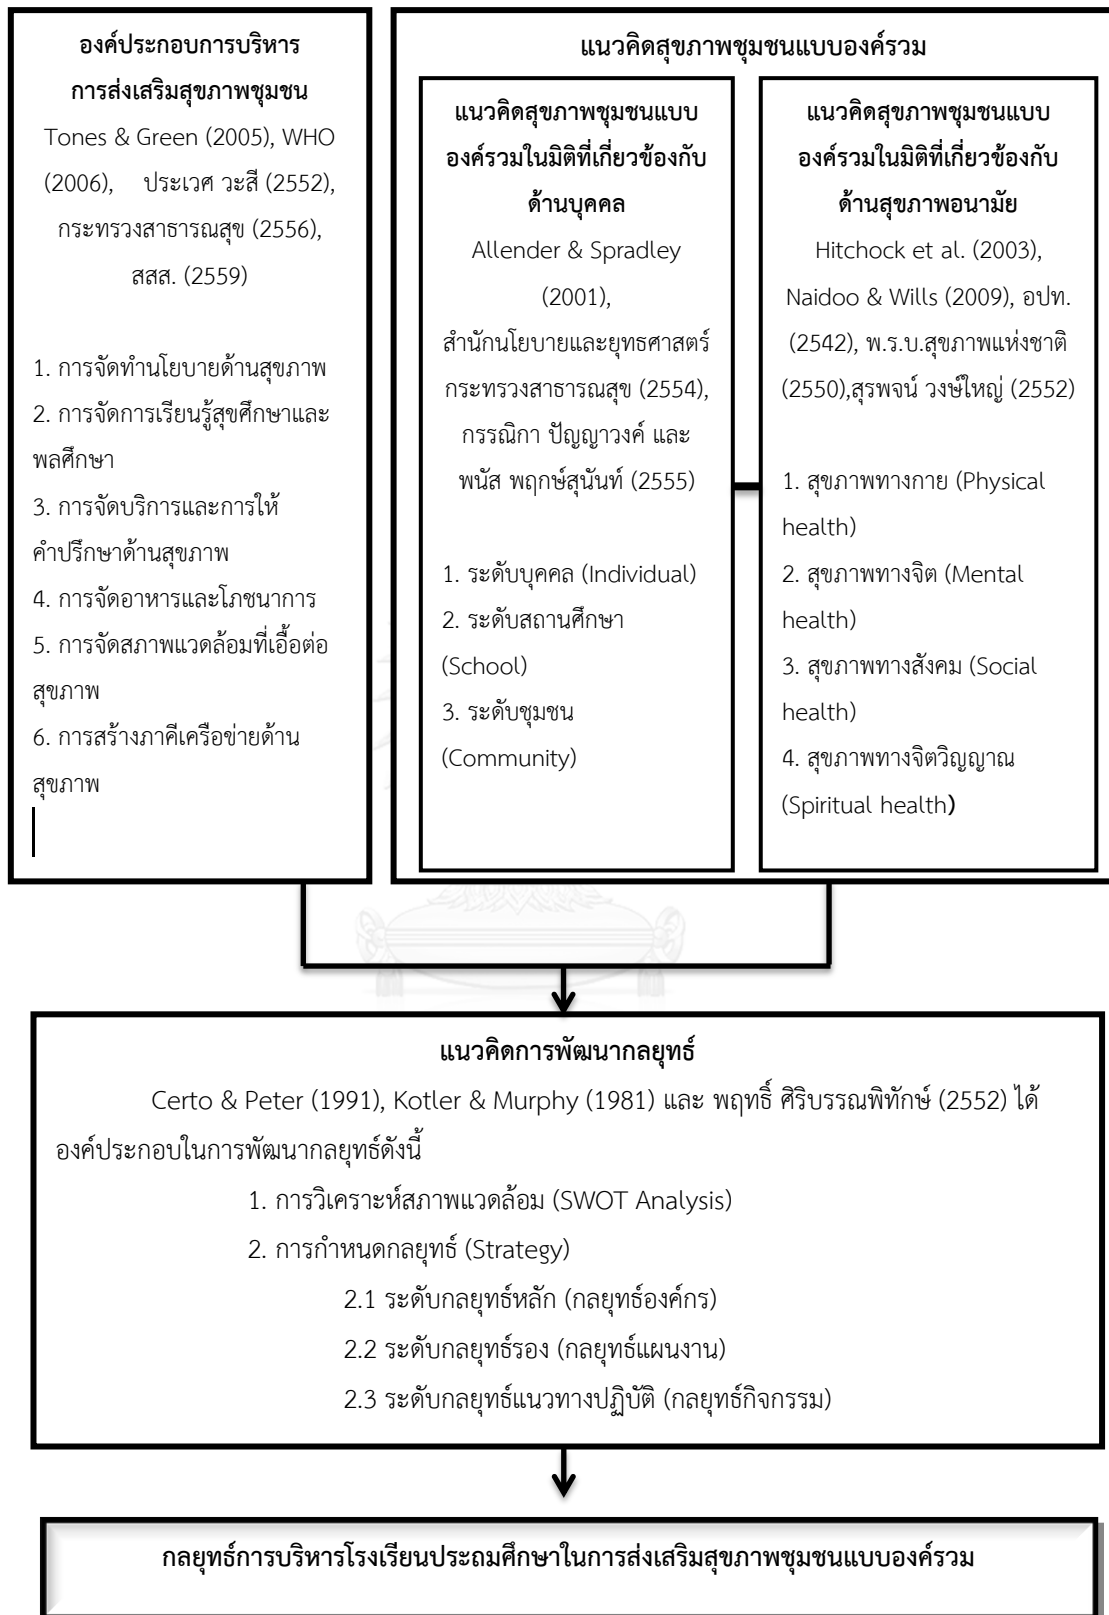 องค์ประกอบการบริหาร
การส่งเสริมสุขภาพชุมชน
Tones & Green (2005), WHO
(2006), ประเวศ วะสี (2552),
กระทรวงสาธารณสุข (2556),
สสส. (2559)
1. การจัดทำนโยบายด้านสุขภาพ
2. การจัดการเรียนรู้สุขศึกษาและ
พลศึกษา
3. การจัดบริการและการให้
คำปรึกษาด้านสุขภาพ
4. การจัดอาหารและโภชนาการ
5. การจัดสภาพแวดล้อมที่เอื้อต่อ
สุขภาพ
6. การสร้างภาคีเครือข่ายด้าน
สุขภาพ
แนวคิดสุขภาพชุมชนแบบองค์รวม
แนวคิดสุขภาพชุมชนแบบ
องค์รวมในมิติที่เกี่ยวข้องกับ
ด้านบุคคล
Allender & Spradley
(2001),
สำนักนโยบายและยุทธศาสตร์
กระทรวงสาธารณสุข (2554),
กรรณิกา ปัญญาวงค์ และ
พนัส พฤกษ์สุนันท์ (2555)
1. ระดับบุคคล (Individual)
2. ระดับสถานศึกษา
(School)
3. ระดับชุมชน
(Community)
แนวคิดสุขภาพชุมชนแบบ
องค์รวมในมิติที่เกี่ยวข้องกับ
ด้านสุขภาพอนามัย
Hitchock et al. (2003),
Naidoo & Wills (2009), อปท.
(2542), พ.ร.บ.สุขภาพแห่งชาติ
(2550),สุรพจน์ วงษ์ใหญ่ (2552)
1. สุขภาพทางกาย (Physical
health)
2. สุขภาพทางจิต (Mental
health)
3. สุขภาพทางสังคม (Social
health)
4. สุขภาพทางจิตวิญญาณ
(Spiritual health)
แนวคิดการพัฒนากลยุทธ์
Certo & Peter (1991), Kotler & Murphy (1981) และ พฤทธิ์ ศิริบรรณพิทักษ์ (2552) ได้
องค์ประกอบในการพัฒนากลยุทธ์ดังนี้
1. การวิเคราะห์สภาพแวดล้อม (SWOT Analysis)
2. การกำหนดกลยุทธ์ (Strategy)
2.1 ระดับกลยุทธ์หลัก (กลยุทธ์องค์กร)
2.2 ระดับกลยุทธ์รอง (กลยุทธ์แผนงาน)
2.3 ระดับกลยุทธ์แนวทางปฏิบัติ (กลยุทธ์กิจกรรม)
กลยุทธ์การบริหารโรงเรียนประถมศึกษาในการส่งเสริมสุขภาพชุมชนแบบองค์รวม